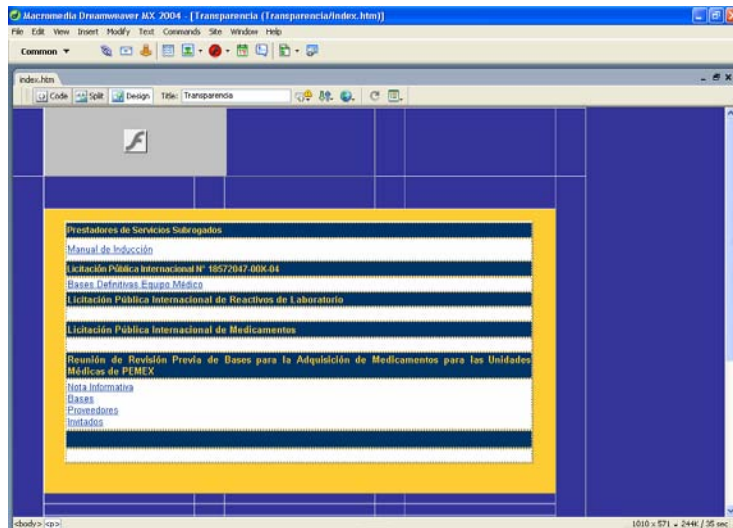 Macromedia Dreamweaver MX 2004 - [Transparencia (Transparencia/index.htm)]
File Edit View Insert Modify Text Commands Site Window Help
Common
index.htm
Code Split Design Title: Transparencia
Prestadores de Servicios Subrogados
Manual de Inducción
Licitación Pública Internacional N° 18572047-00X-04
Bases Definitivas Equipo Médico
Licitación Pública Internacional de Reactivos de Laboratorio
Licitación Pública Internacional de Medicamentos
Reunión de Revisión Previa de Bases para la Adquisición de Medicamentos para las Unidades
Médicas de PEMEX
Nota Informativa
Bases
Proveedores
Invitados
<body> <p> 1010 x 571 244K / 35 sec